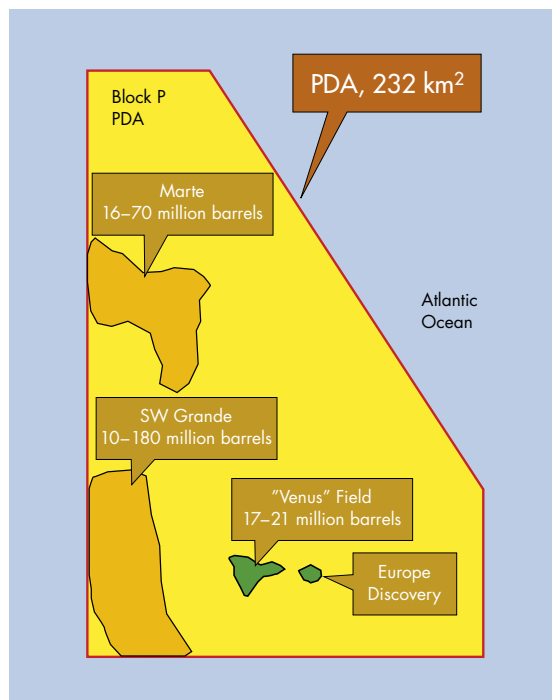 PDA, 232 km²
Block P
PDA
Marte
16–70 million barrels
Atlantic
Ocean
SW Grande
10–180 million barrels
”Venus” Field
17–21 million barrels
Europe
Discovery